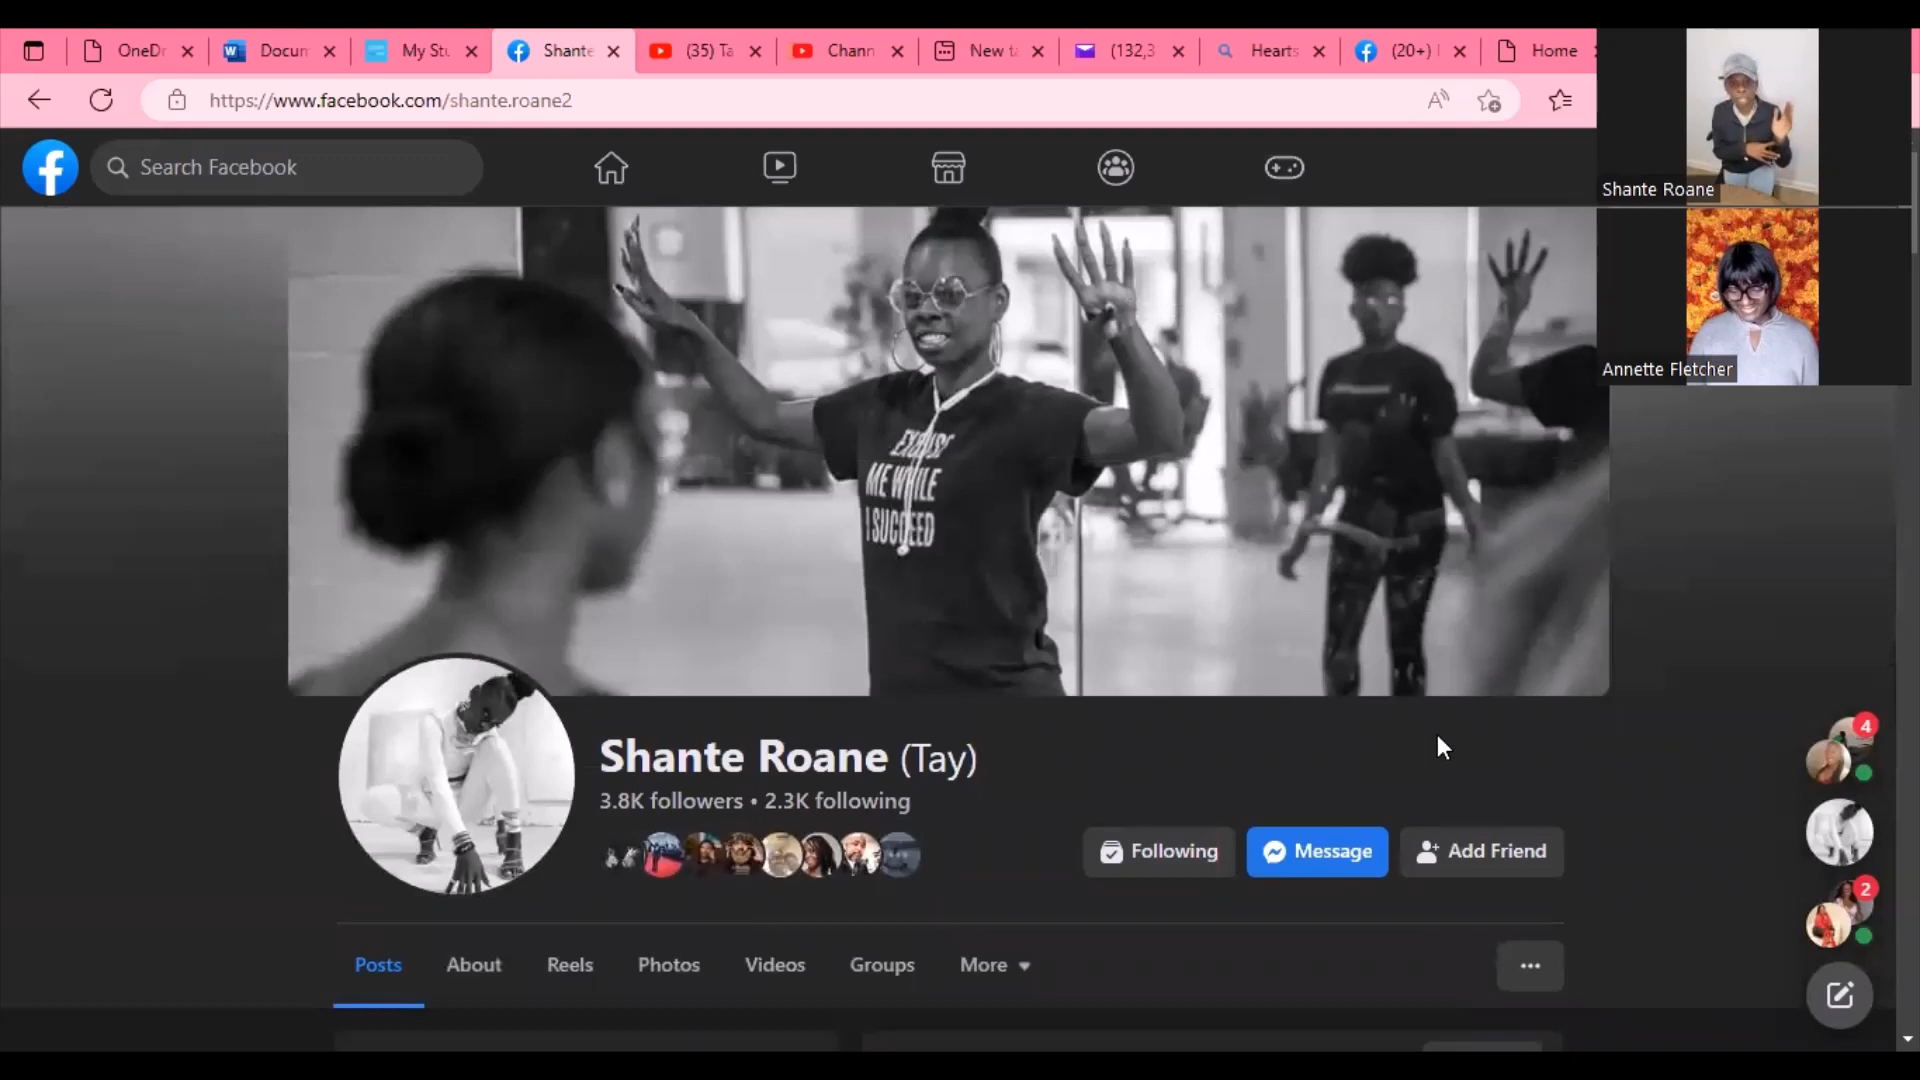 OneDr
Docum
My Stu
Shante
(35) Ta
Chann
New ta
(132,3
Hearts
(20+)
Home
https://www.facebook.com/shante.roane2
Search Facebook
Shante Roane
Annette Fletcher
EXCUSE
ME WHILE
I SUCCEED
Shante Roane (Tay)
3.8K followers • 2.3K following
Following
Message
Add Friend
4
2
Posts
About
Reels
Photos
Videos
Groups
More